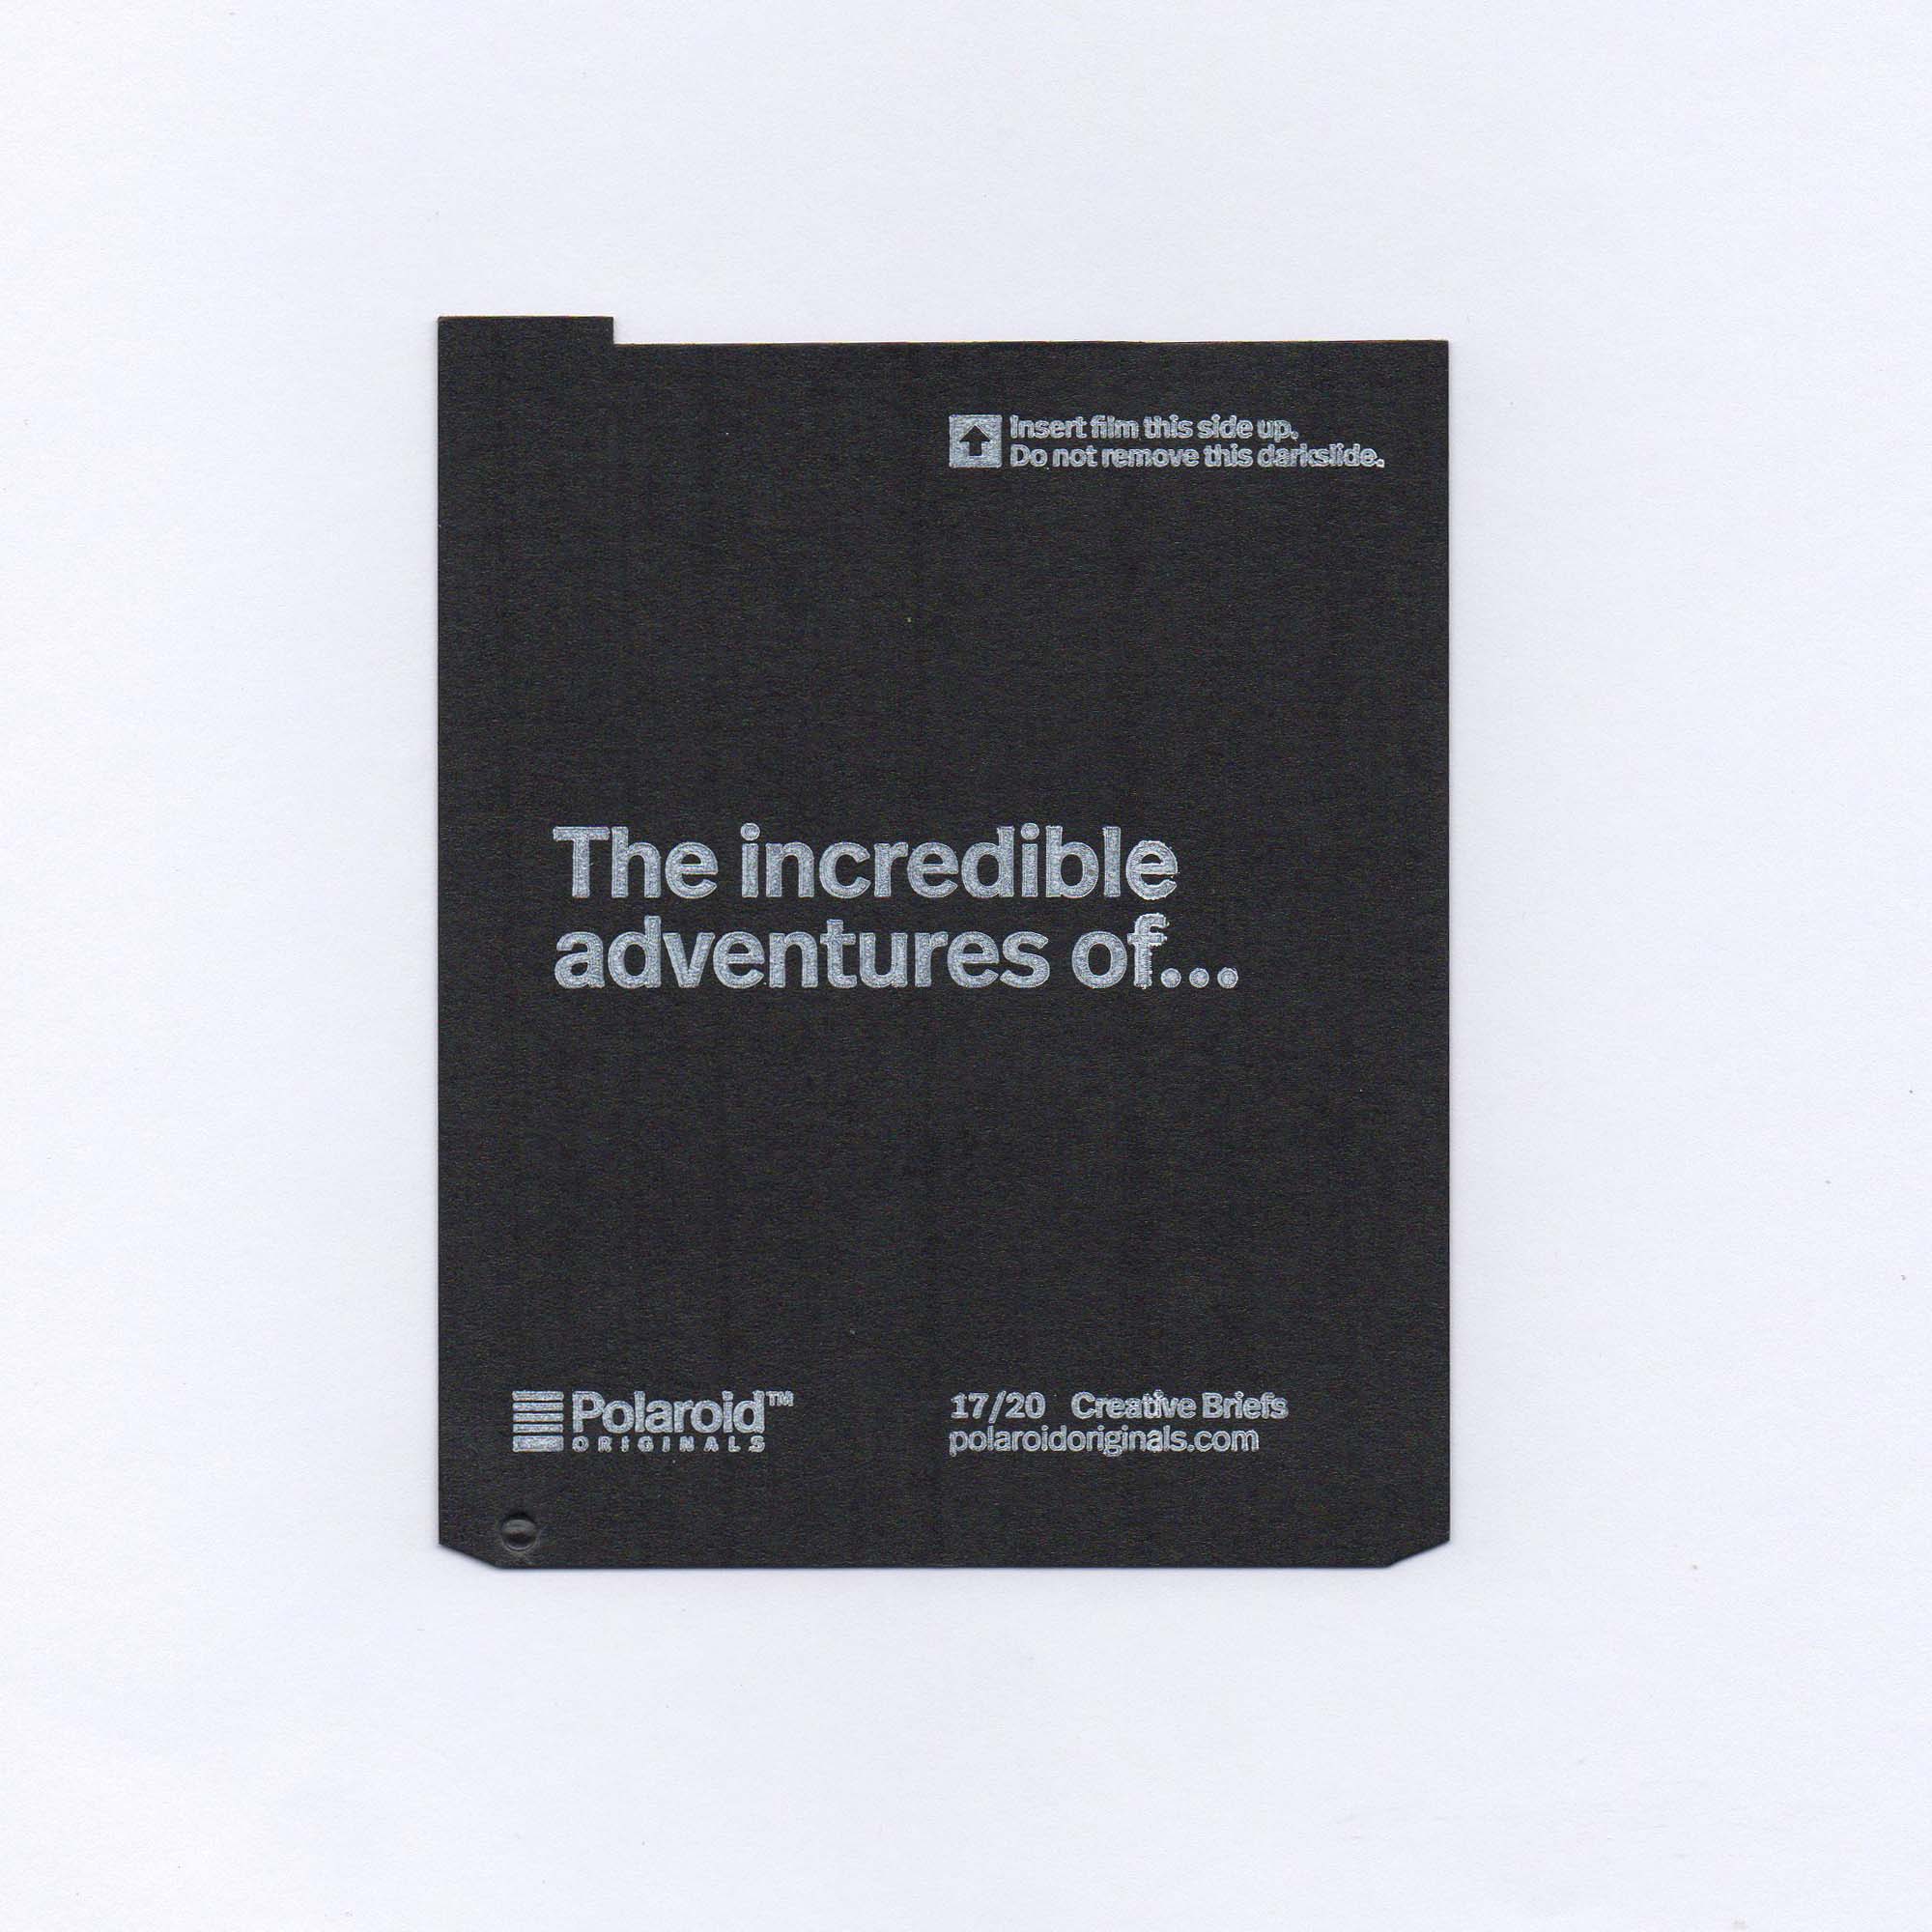 Insert film this side up.
Do not remove this darkslide.
The incredible
adventures of...
Polaroid™
ORIGINALS
17/20 Creative Briefs
polaroidoriginals.com